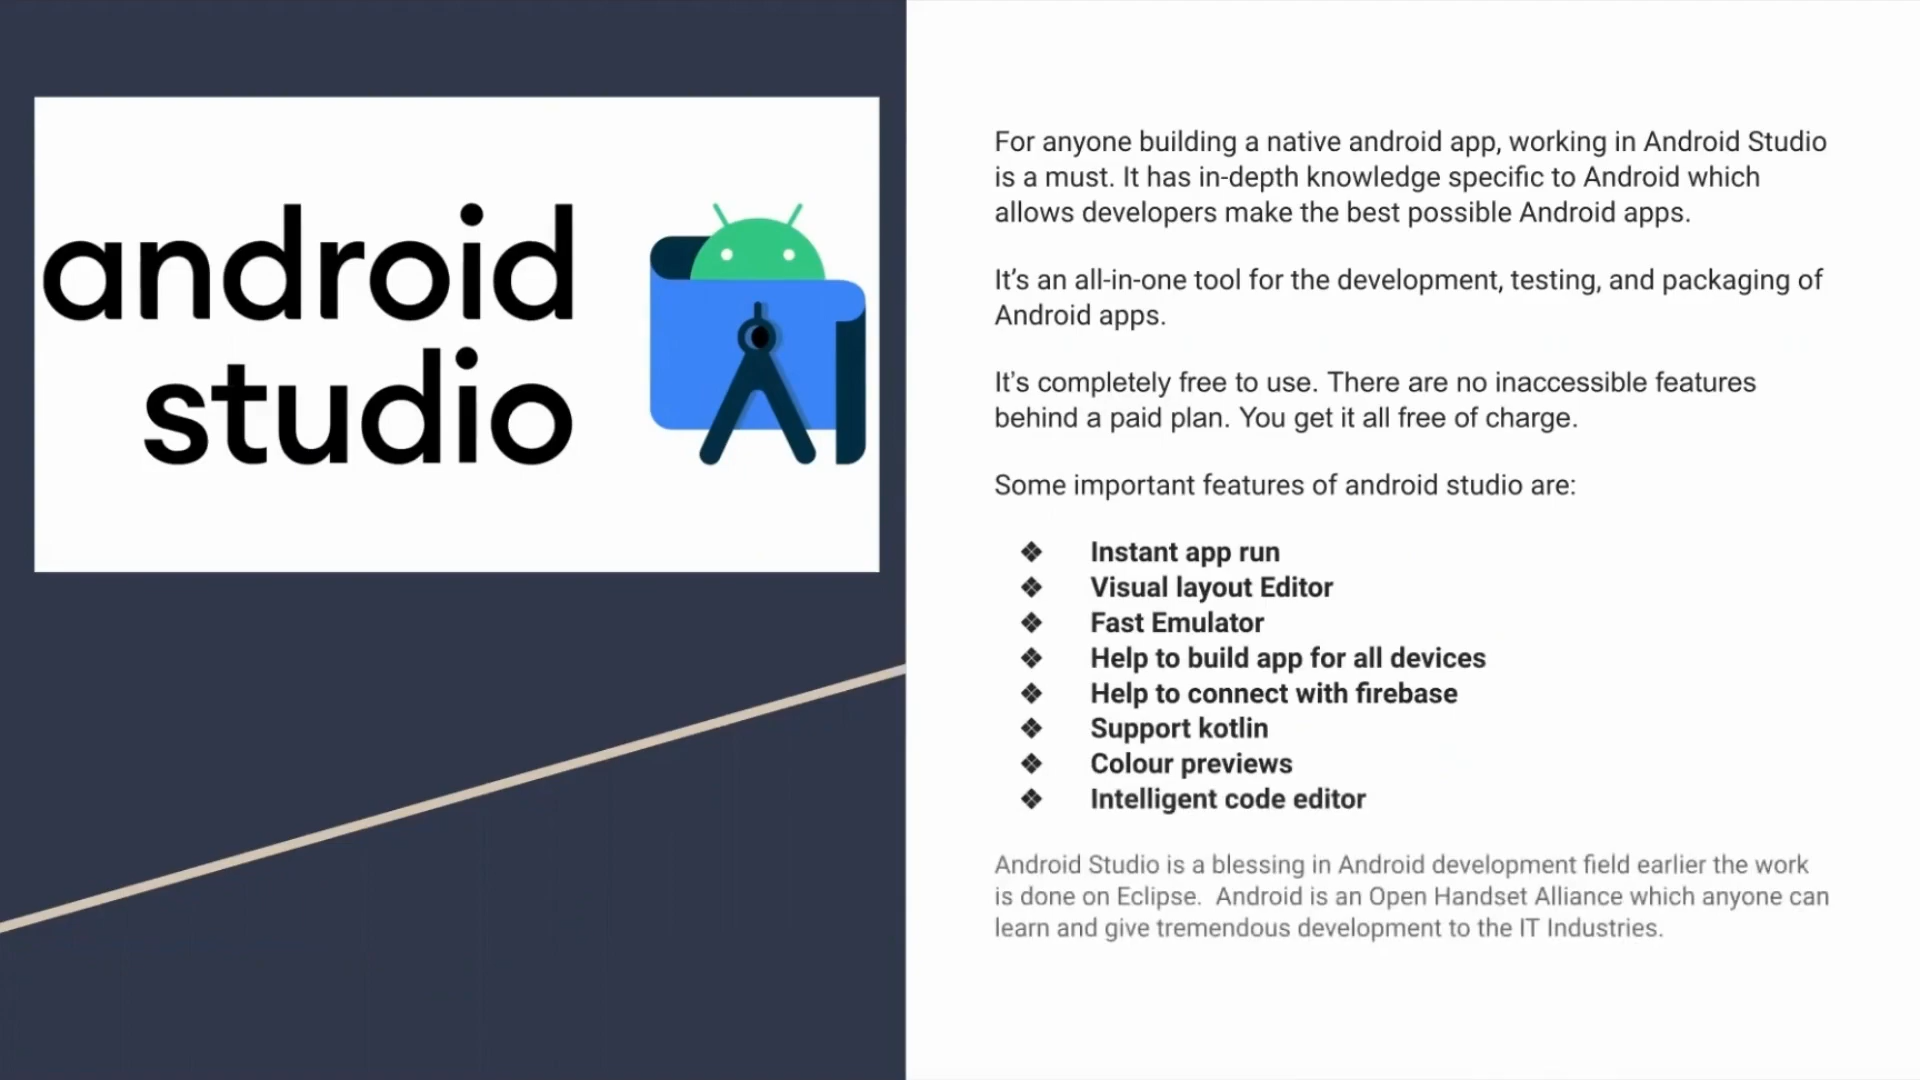 android
studio
For anyone building a native android app, working in Android Studio
is a must. It has in-depth knowledge specific to Android which
allows developers make the best possible Android apps.
It’s an all-in-one tool for the development, testing, and packaging of
Android apps.
It’s completely free to use. There are no inaccessible features
behind a paid plan. You get it all free of charge.
Some important features of android studio are:
❖ Instant app run
❖ Visual layout Editor
❖ Fast Emulator
❖ Help to build app for all devices
❖ Help to connect with firebase
❖ Support kotlin
❖ Colour previews
❖ Intelligent code editor
Android Studio is a blessing in Android development field earlier the work
is done on Eclipse.  Android is an Open Handset Alliance which anyone can
learn and give tremendous development to the IT Industries.